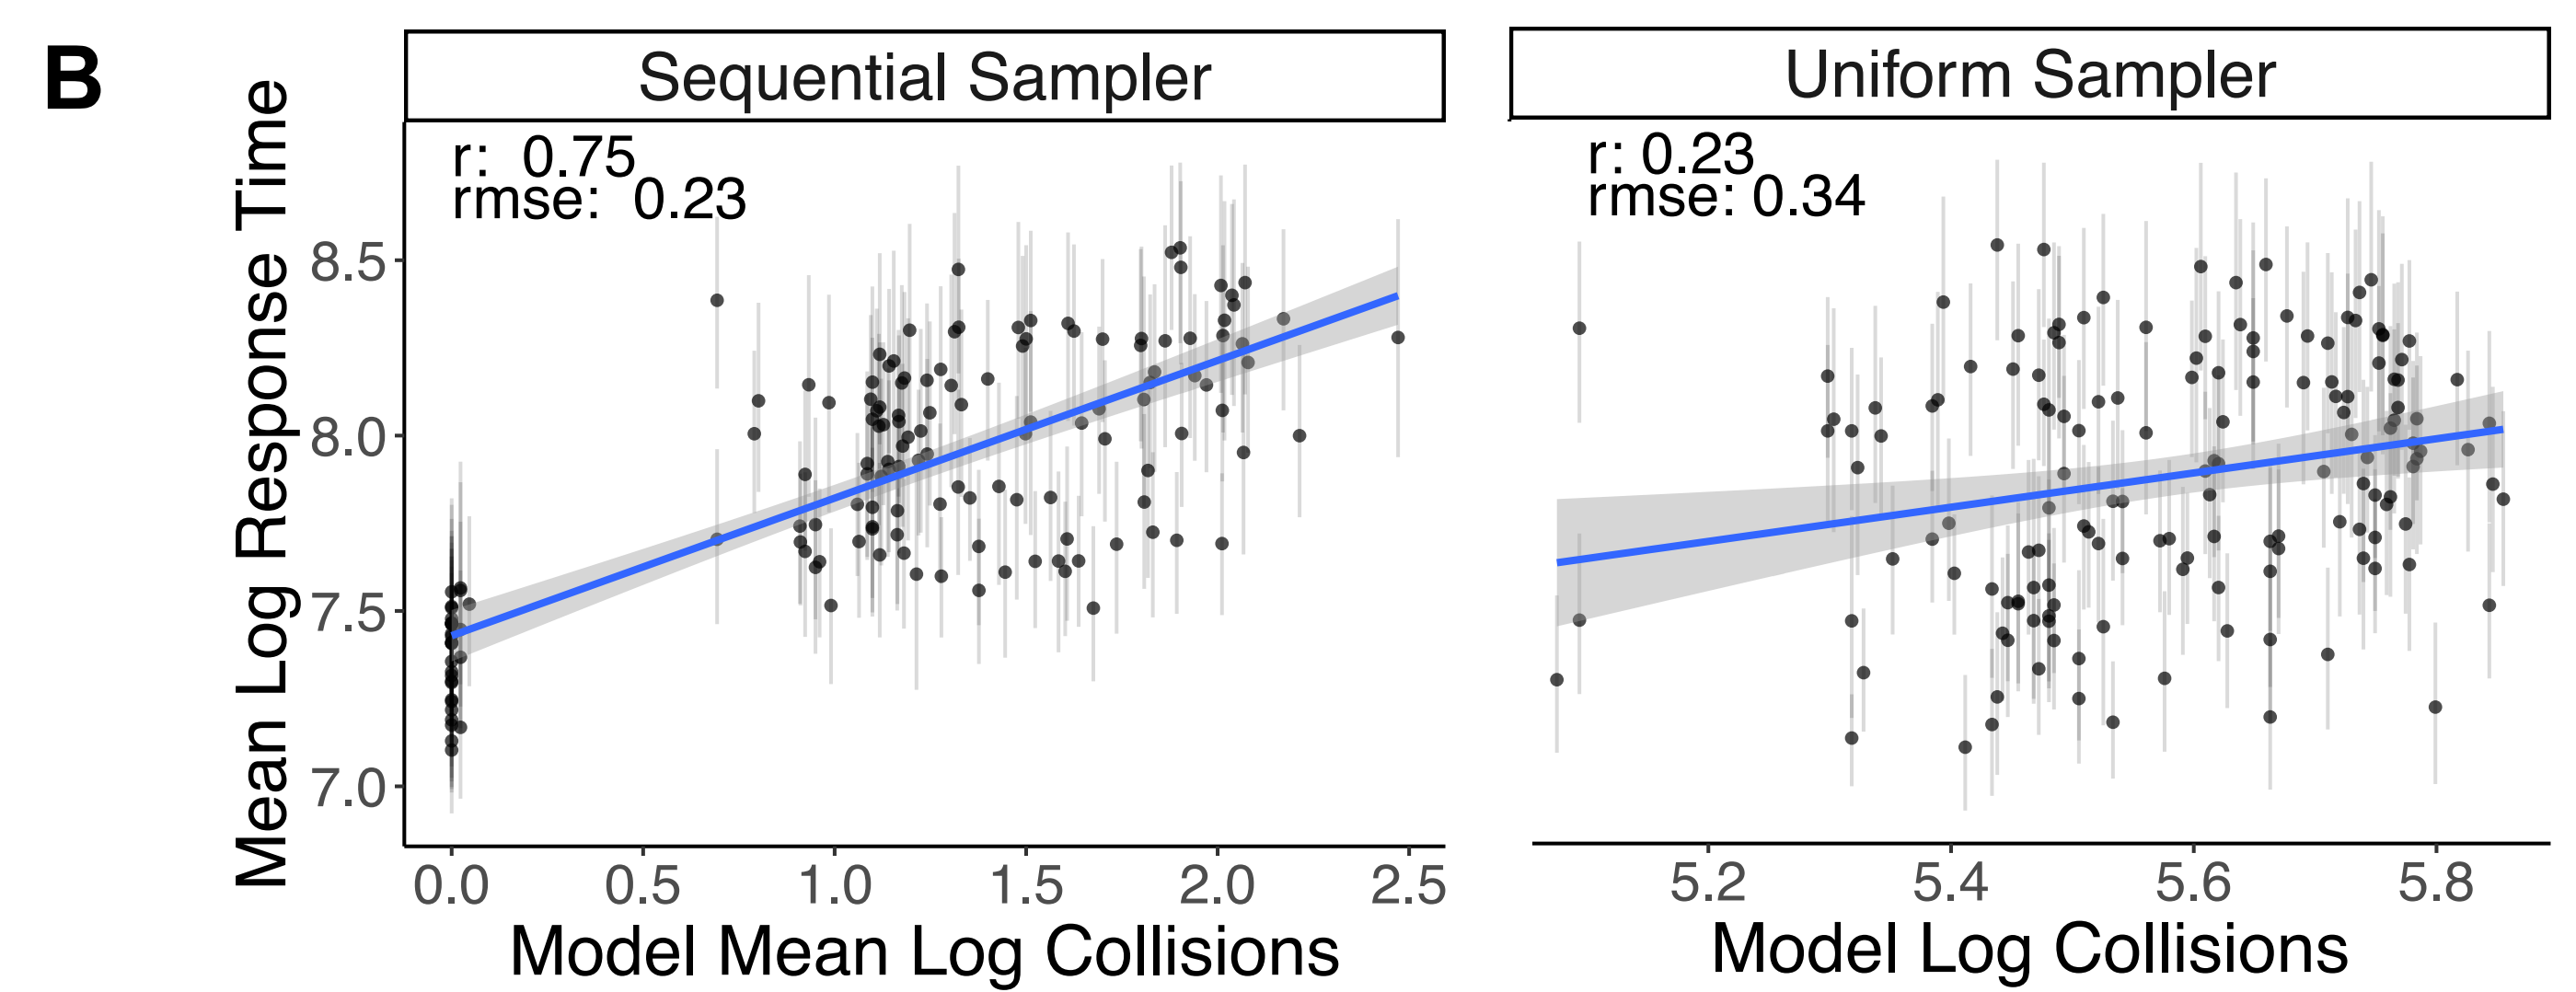 B
Sequential Sampler
Uniform Sampler
r: 0.75
rmse: 0.23
r: 0.23
rmse: 0.34
Mean Log Response Time
8.5
8.0
7.5
7.0
0.0 0.5 1.0 1.5 2.0 2.5
5.2 5.4 5.6 5.8
Model Mean Log Collisions
Model Log Collisions